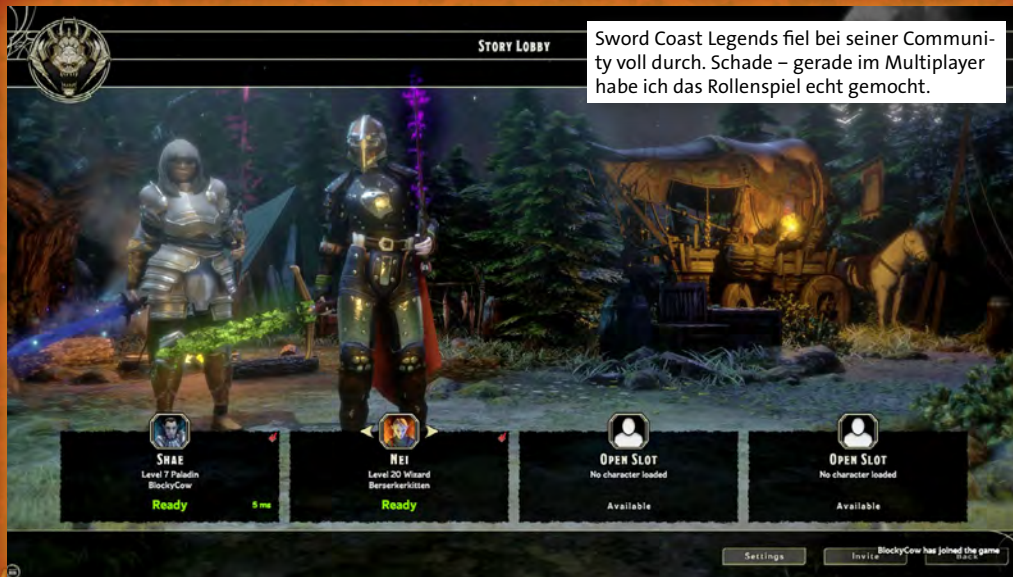 STORY LOBBY
Sword Coast Legends fiel bei seiner Communi-
ty voll durch. Schade – gerade im Multiplayer
habe ich das Rollenspiel echt gemocht.
SHAE
Level 7 Paladin
BlockyCow
Ready
5 ms
NEI
Level 20 Wizard
Berserkerkitten
Ready
OPEN SLOT
No character loaded
Available
OPEN SLOT
No character loaded
Available
Settings
Invite
BlockyCow has joined the game
Back